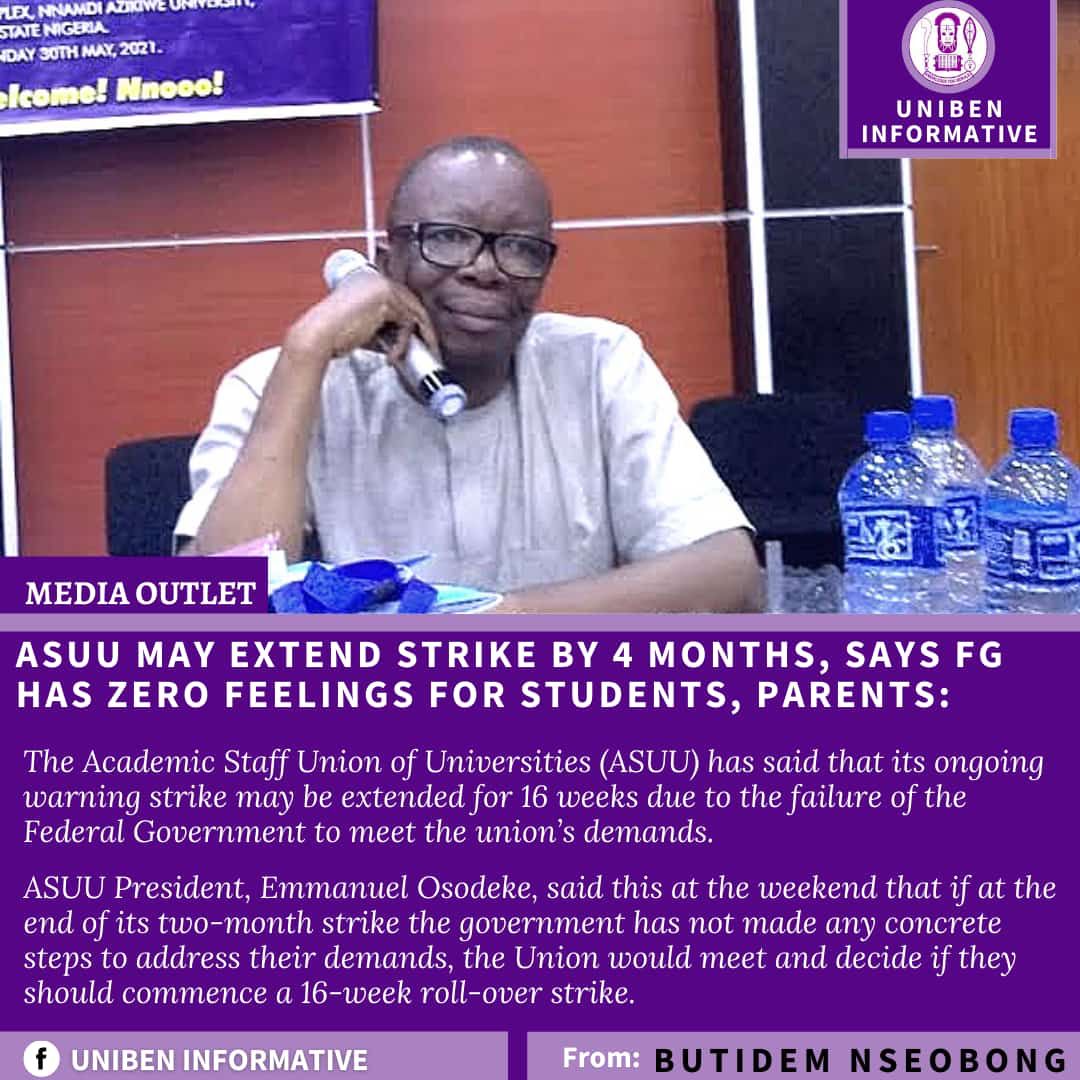 PLEX, NNAMDI AZIKIWE UNIVERSITY,
STATE NIGERIA.
NDAY 30TH MAY, 2021.
elcome! Nnooo!
UNIBEN
INFORMATIVE
MEDIA OUTLET
ASUU MAY EXTEND STRIKE BY 4 MONTHS, SAYS FG
HAS ZERO FEELINGS FOR STUDENTS, PARENTS:
The Academic Staff Union of Universities (ASUU) has said that its ongoing
warning strike may be extended for 16 weeks due to the failure of the
Federal Government to meet the union's demands.
ASUU President, Emmanuel Osodeke, said this at the weekend that if at the
end of its two-month strike the government has not made any concrete
steps to address their demands, the Union would meet and decide if they
should commence a 16-week roll-over strike.
f UNIBEN INFORMATIVE
From: BUTIDEM NSEOBONG